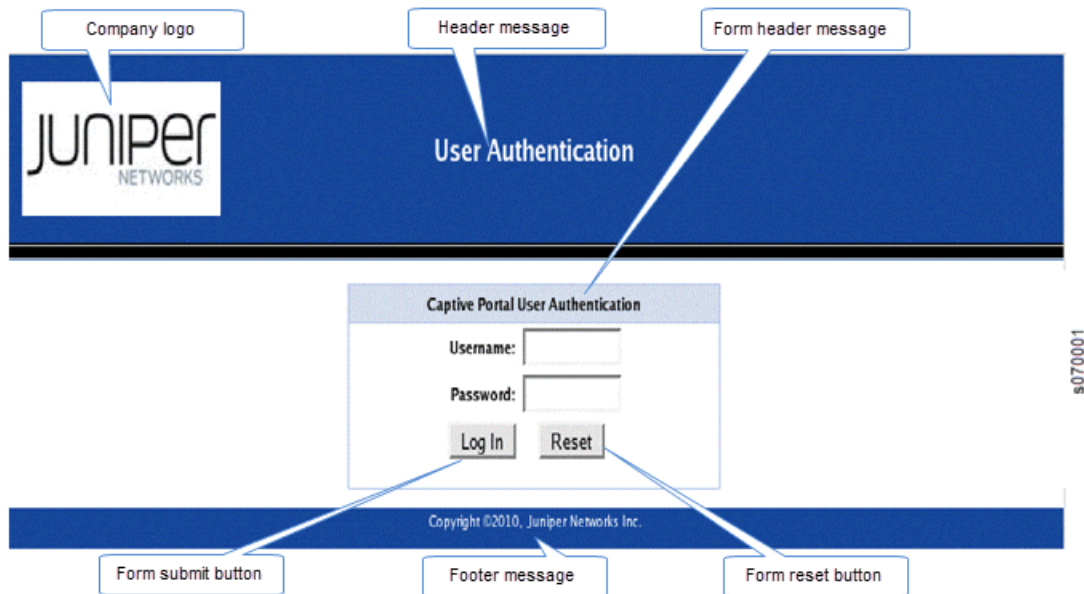 Company logo
Header message
Form header message
JUNIPEr
NETWORKS
User Authentication
Captive Portal User Authentication
Username:
Password:
Log In
Reset
s070001
Copyright ©2010, Juniper Networks Inc.
Form submit button
Footer message
Form reset button